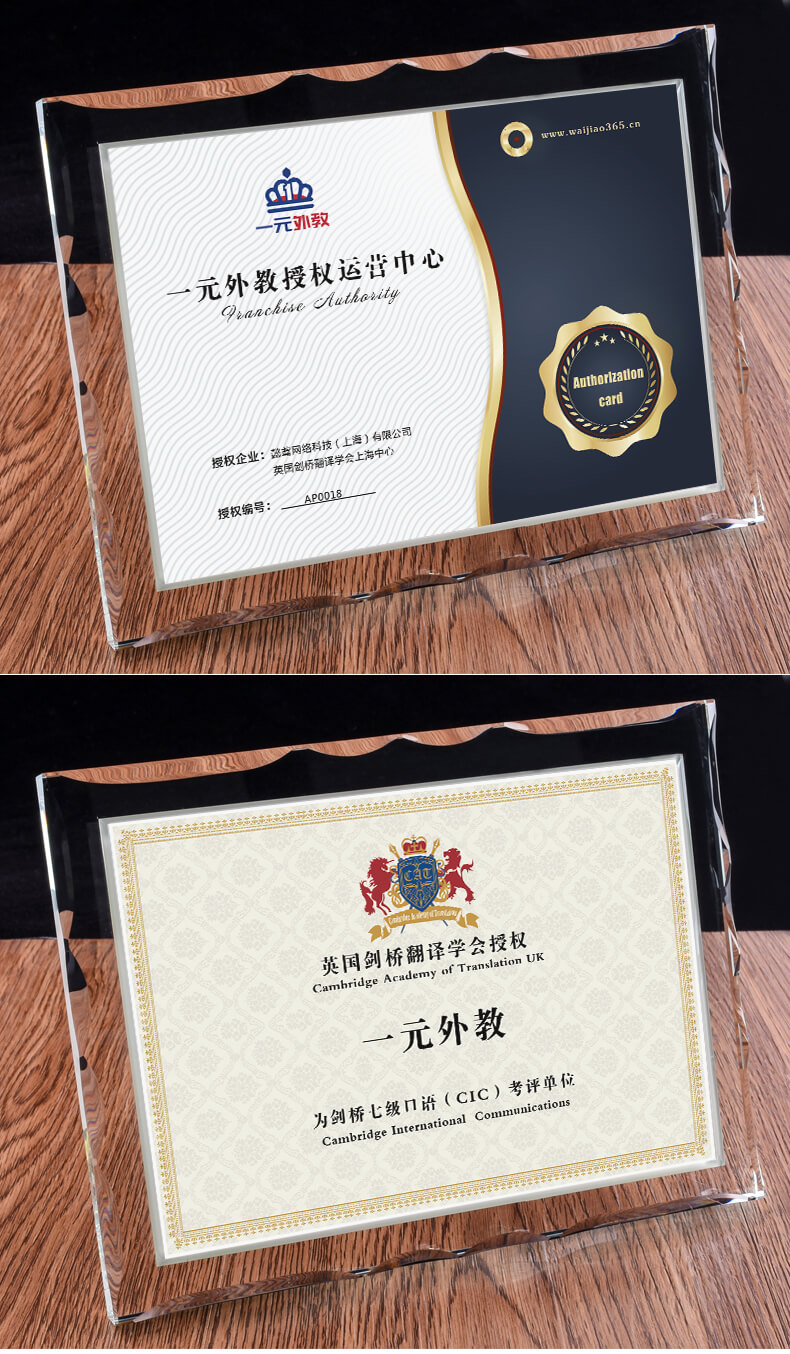 www.waijiao365.cn
一元外教
一元外教授权运营中心
Franchise Authority
Authorization
card
授权企业：懿鸢网络科技（上海）有限公司
英国剑桥翻译学会上海中心
授权编号： AP0018
CAT
Cambridge Academy of Translation
英国剑桥翻译学会授权
Cambridge Academy of Translation UK
一元外教
为剑桥七级口语（CIC）考评单位
Cambridge International Communications